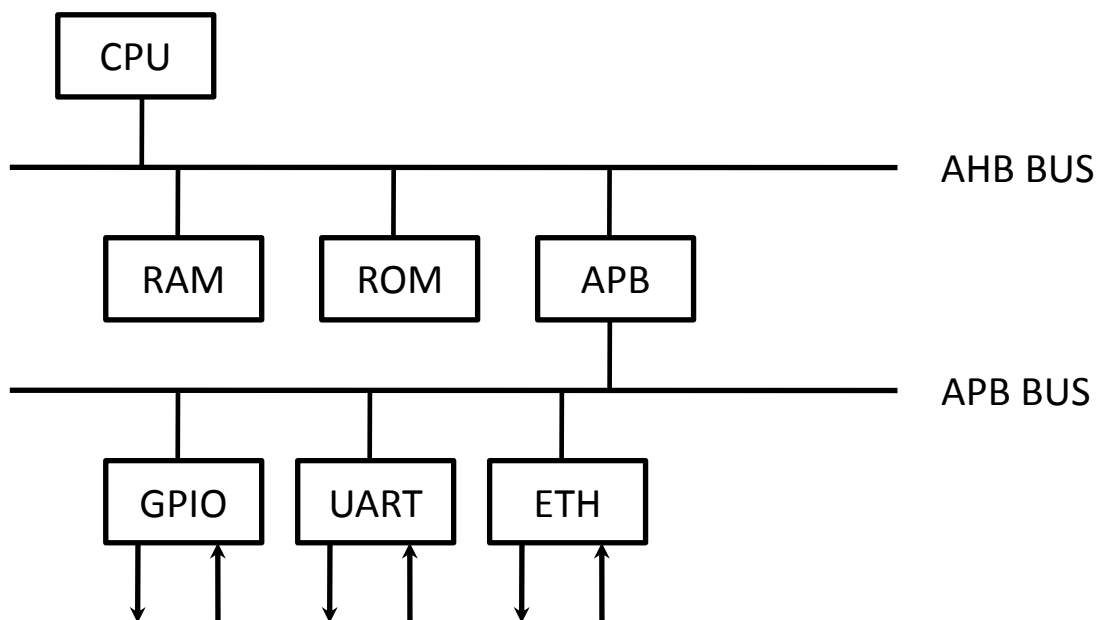 CPU
AHB BUS
RAM
ROM
APB
APB BUS
GPIO
UART
ETH